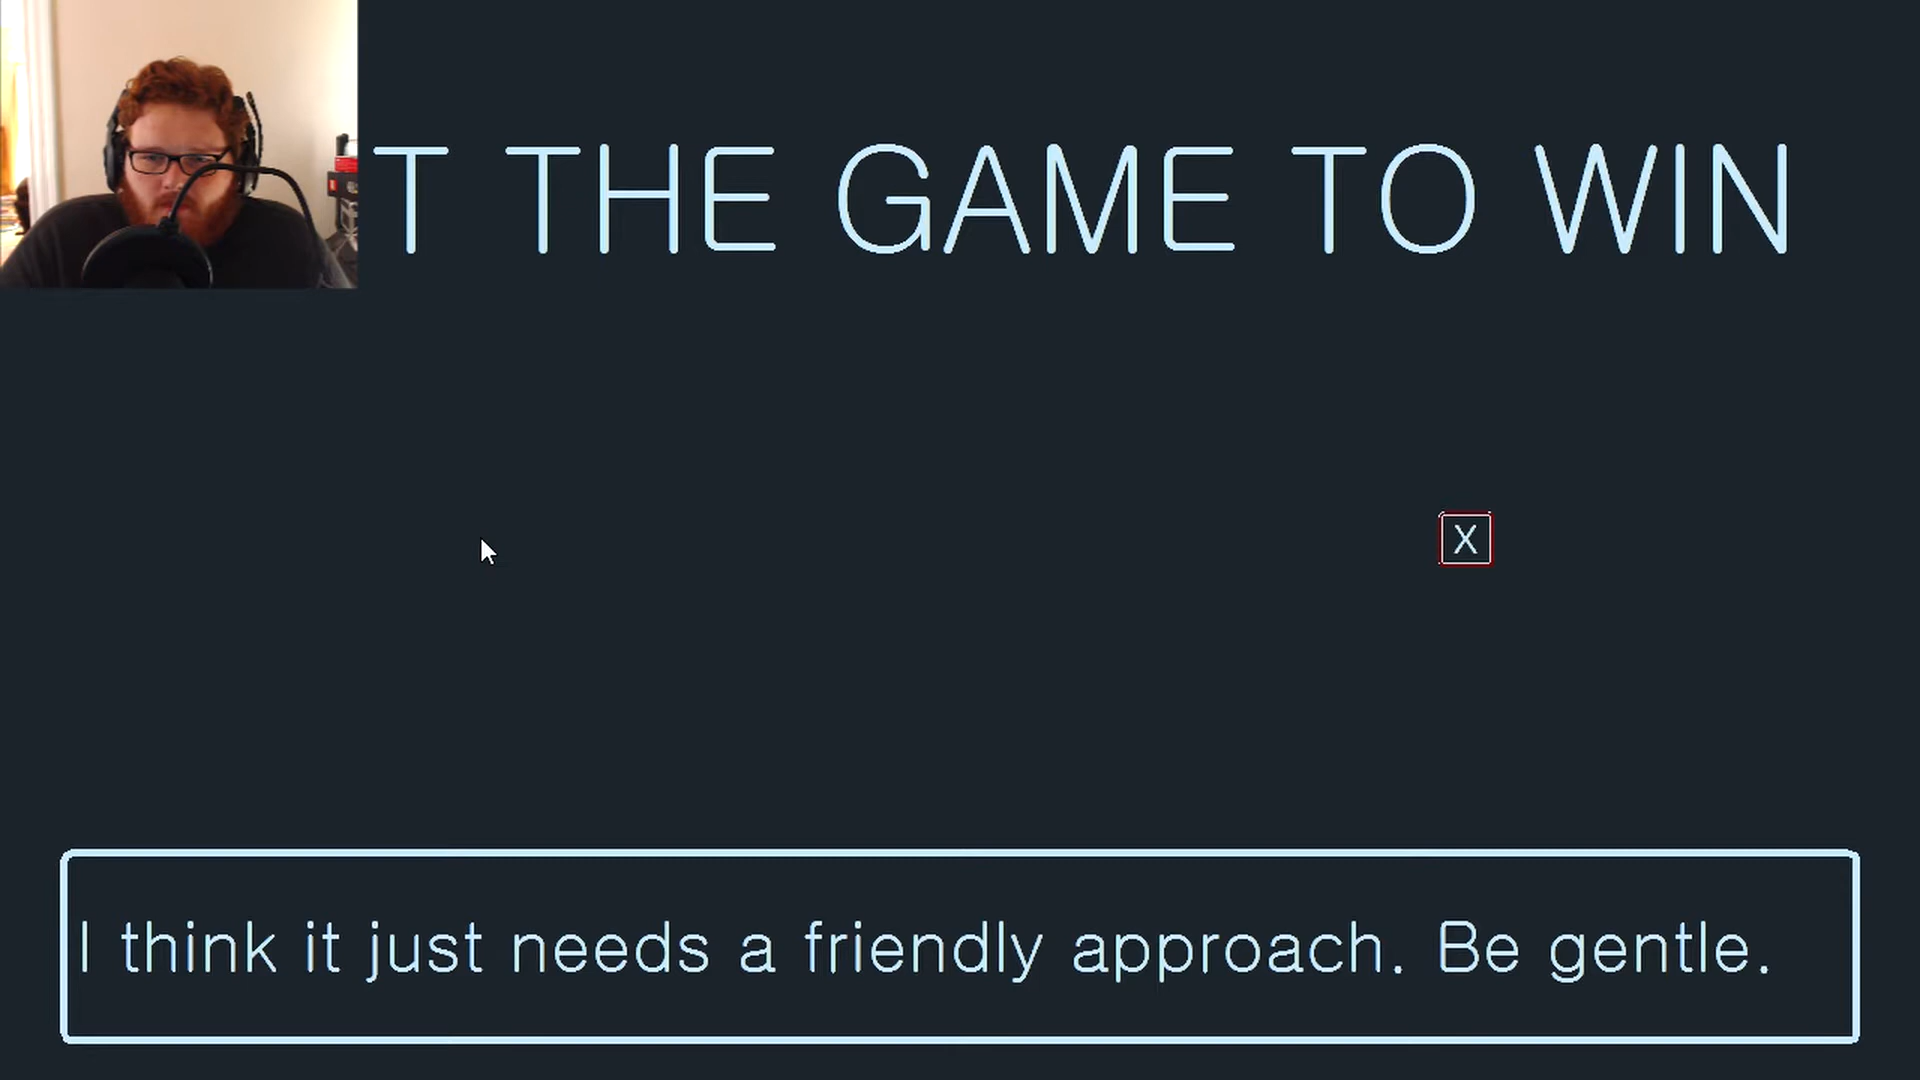 T THE GAME TO WIN
X
I think it just needs a friendly approach. Be gentle.